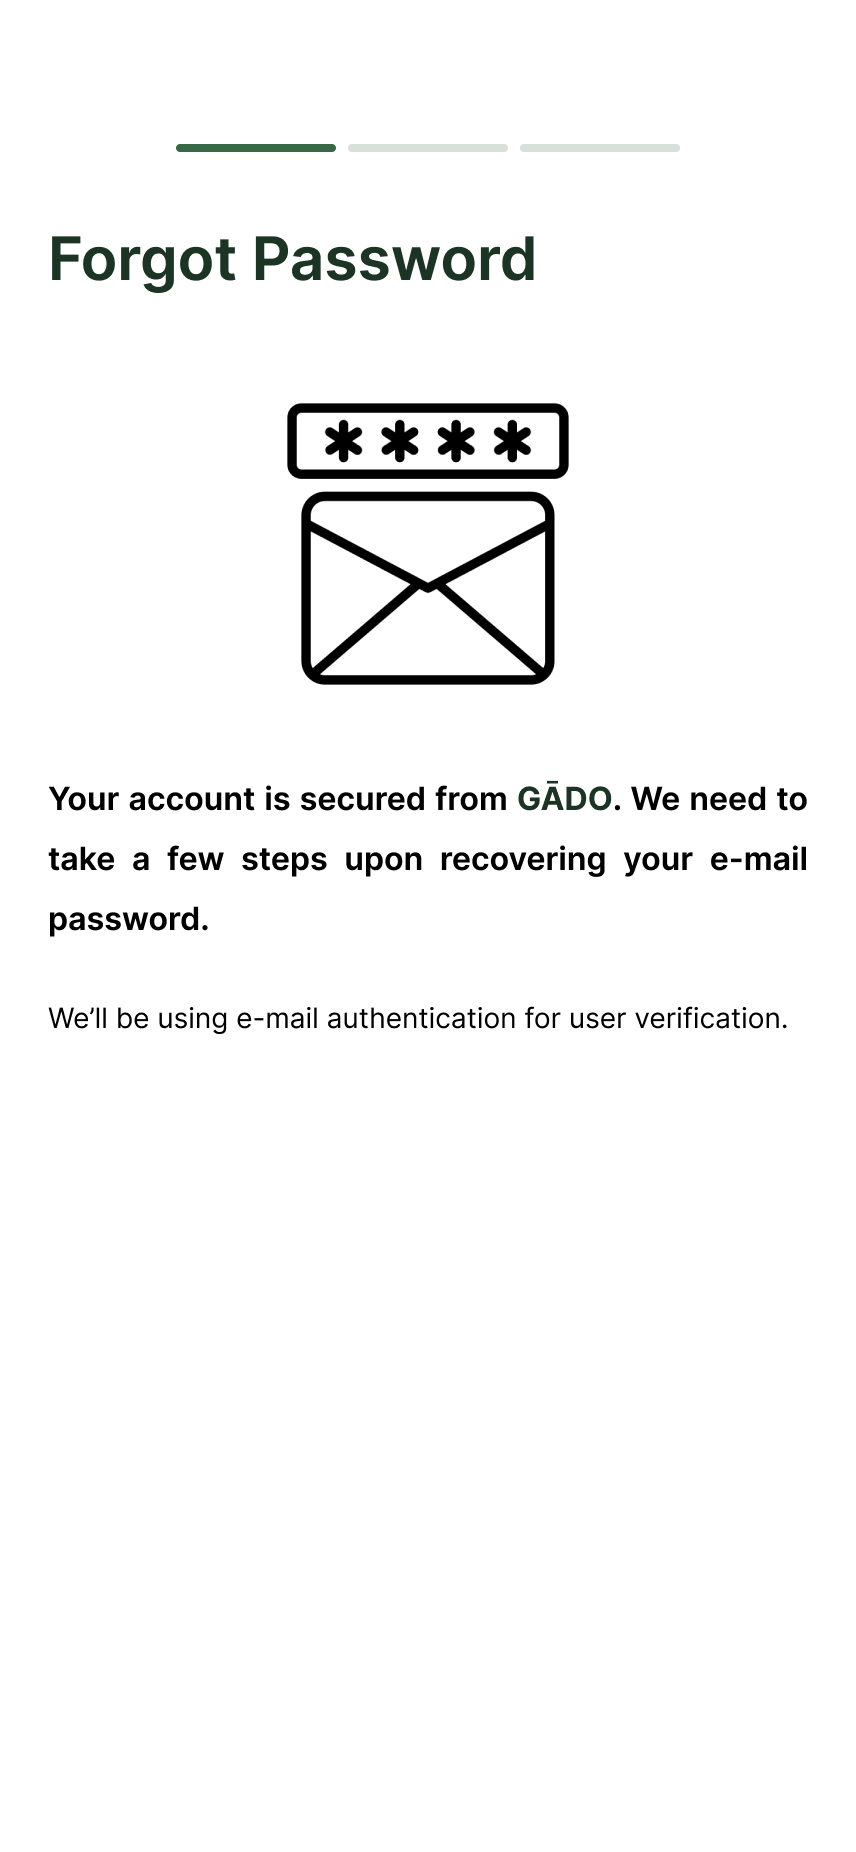 Forgot Password
* * * *
Your account is secured from GĀDO. We need to
take a few steps upon recovering your e-mail
password.
We’ll be using e-mail authentication for user verification.